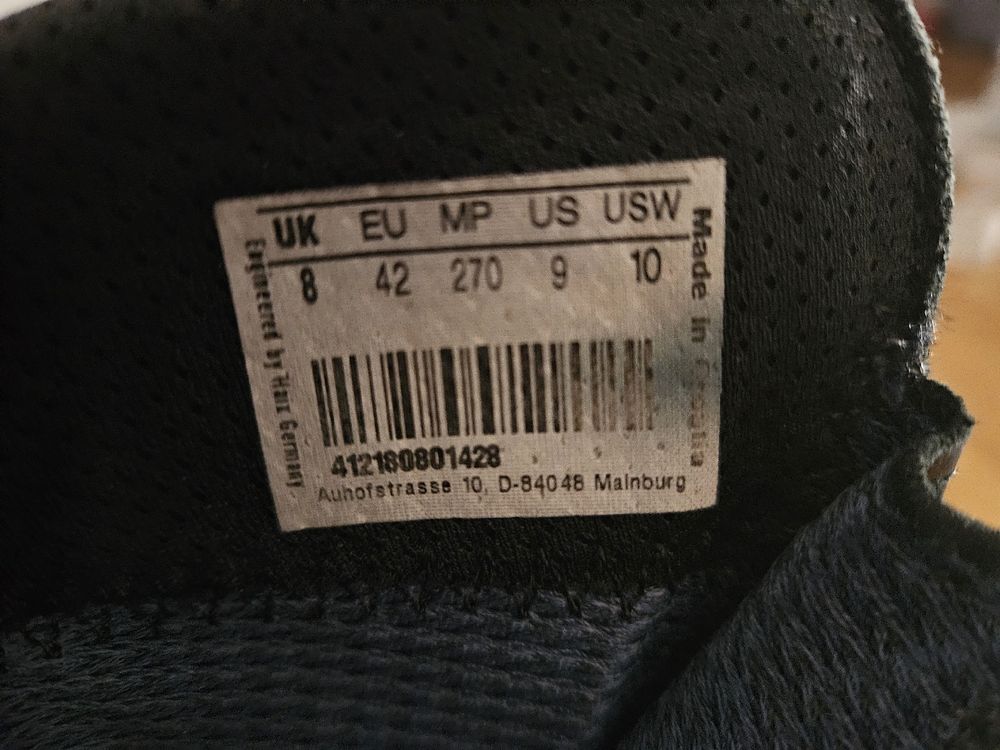 UK EU MP US USW
8 42 270 9 10
412180801428
Auhofstrasse 10, D-84048 Mainburg
Engineered by Haix Germany
Made in Croatia